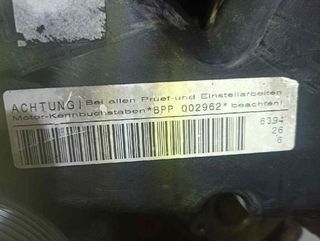 ACHTUNG! Bei allen Pruef-und Einstellarbeiten
Motor-Kennbuchstaben *BPP 002962* beachten!
6394
26
6